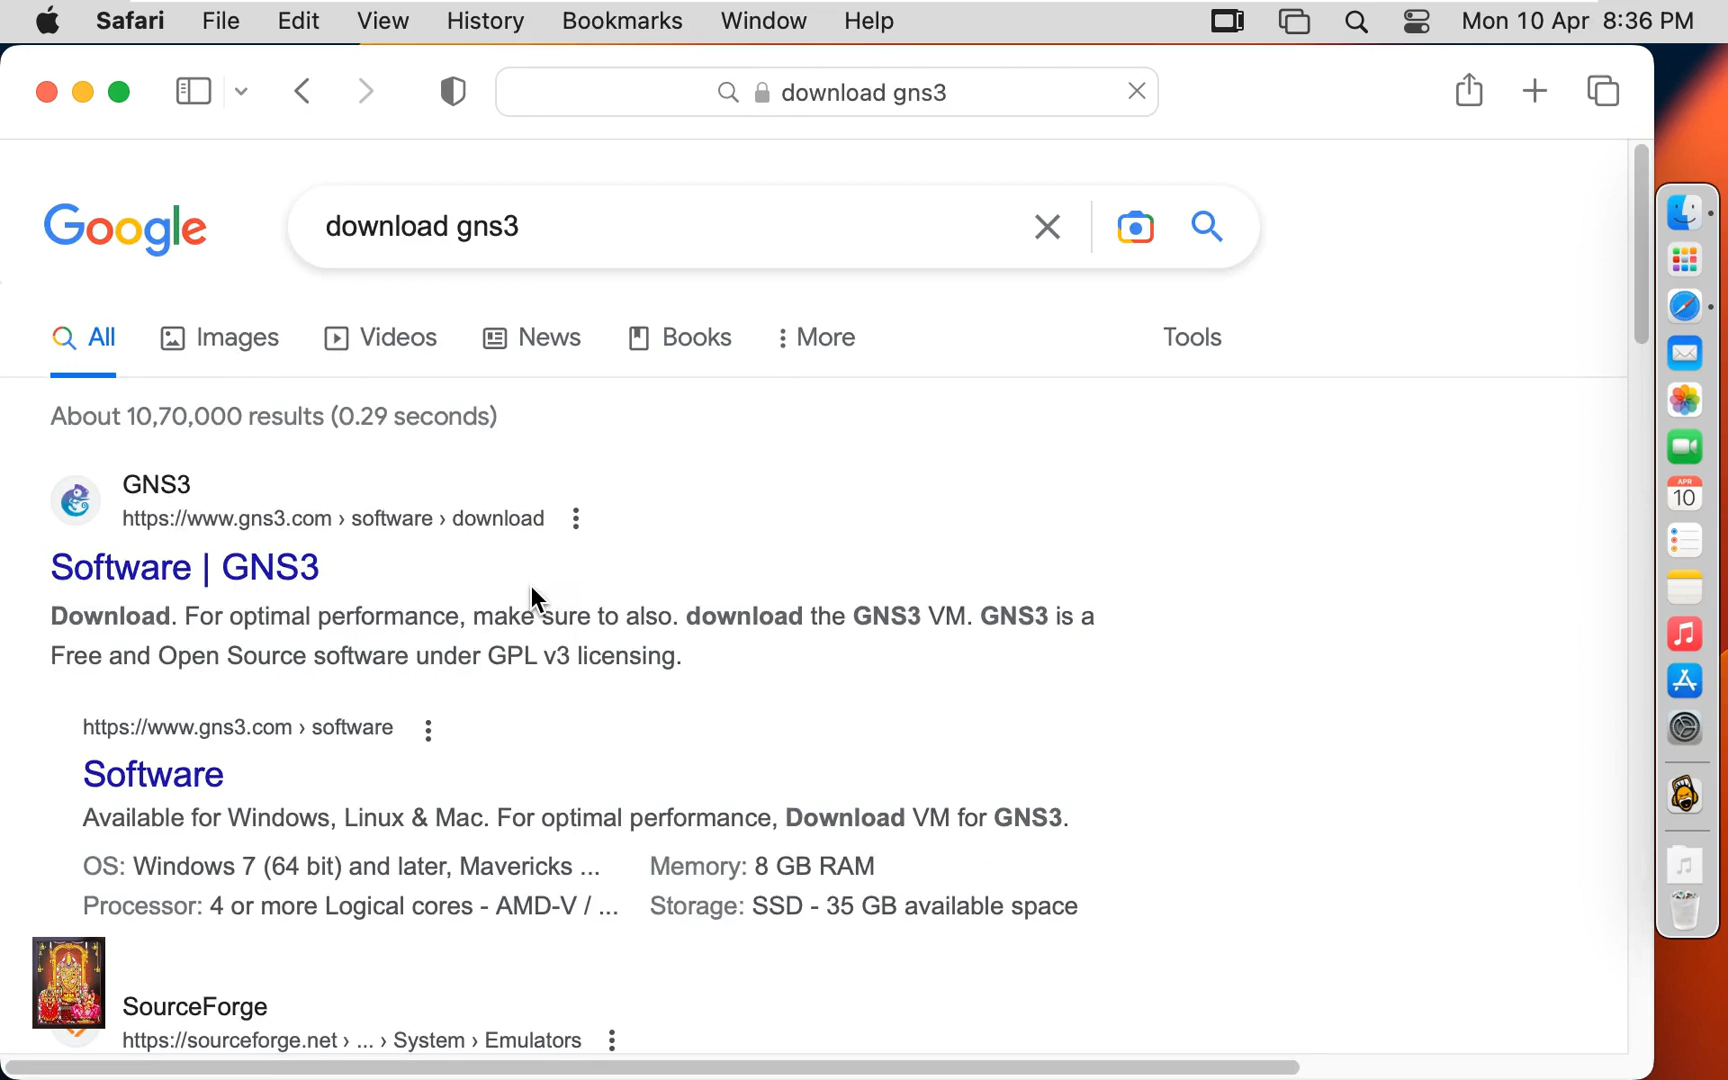 Safari File Edit View History Bookmarks Window Help Mon 10 Apr 8:36 PM
download gns3
Google download gns3
All Images Videos News Books More Tools
About 10,70,000 results (0.29 seconds)
GNS3
https://www.gns3.com › software › download
Software | GNS3
Download. For optimal performance, make sure to also. download the GNS3 VM. GNS3 is a
Free and Open Source software under GPL v3 licensing.
https://www.gns3.com › software
Software
Available for Windows, Linux & Mac. For optimal performance, Download VM for GNS3.
OS: Windows 7 (64 bit) and later, Mavericks ... Memory: 8 GB RAM
Processor: 4 or more Logical cores - AMD-V / ... Storage: SSD - 35 GB available space
SourceForge
https://sourceforge.net › ... › System › Emulators
APR
10